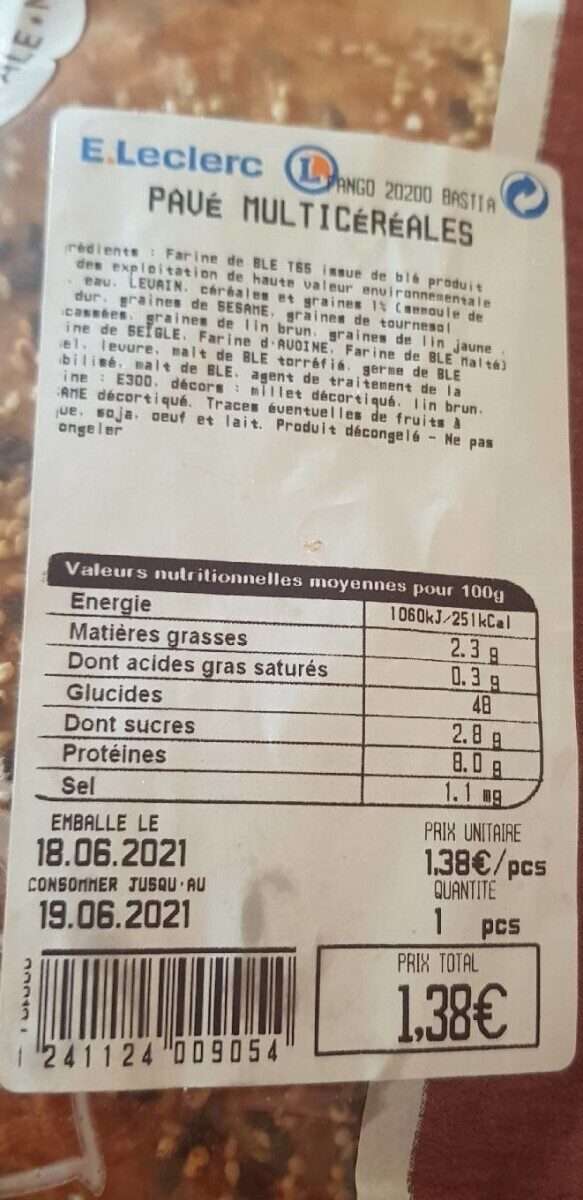 E.Leclerc L
PANGO 20200 BASTIA
PAVÉ MULTICÉRÉALES
rédients : Farine de BLE T65 issue de blé produit
des exploitation de haute valeur environnementale
eau, LEVAIN, céréales et graines 1% (semoule de
dur, graines de SESAME, graines de tournesol
cassées, graines de lin brun, graines de lin jaune,
ine de SEIGLE, Farine d'AVOINE, Farine de BLE Malté)
el, levure, malt de BLE torréfié, germe de BLE
bilisé, malt de BLE, agent de traitement de la
ine : E300, décors : millet décortiqué, lin brun,
AME décortiqué. Traces éventuelles de fruits à
ue, soja, oeuf et lait. Produit décongelé - Ne pas
ongeler
Valeurs nutritionnelles moyennes pour 100g
Energie 1060kJ/251kCal
Matières grasses 2.3 g
Dont acides gras saturés 0.3 g
Glucides 48
Dont sucres 2.8 g
Protéines 8.0 g
Sel 1.1 mg
EMBALLE LE
18.06.2021
CONSOMMER JUSQU'AU
19.06.2021
PRIX UNITAIRE
1,38€/pcs
QUANTITE
1 pcs
PRIX TOTAL
1,38€
241124 009054